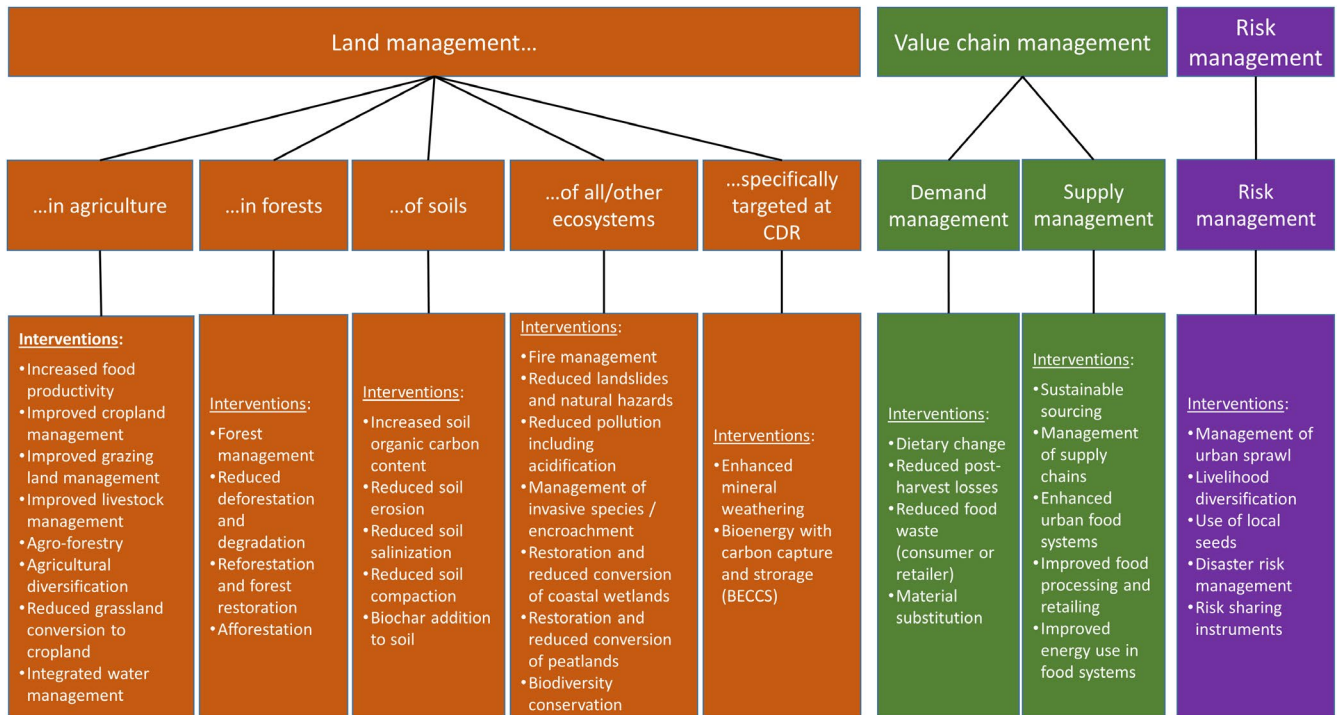 Land management…
Value chain management
Risk
management
…in agriculture
…in forests
…of soils
…of all/other
ecosystems
…specifically
targeted at
CDR
Demand
management
Supply
management
Risk
management
Interventions:
•Increased food
productivity
•Improved cropland
management
•Improved grazing
land management
•Improved livestock
management
•Agro-forestry
•Agricultural
diversification
•Reduced grassland
conversion to
cropland
•Integrated water
management
Interventions:
•Forest
management
•Reduced
deforestation
and
degradation
•Reforestation
and forest
restoration
•Afforestation
Interventions:
•Increased soil
organic carbon
content
•Reduced soil
erosion
•Reduced soil
salinization
•Reduced soil
compaction
•Biochar addition
to soil
Interventions:
•Fire management
•Reduced landslides
and natural hazards
•Reduced pollution
including
acidification
•Management of
invasive species /
encroachment
•Restoration and
reduced conversion
of coastal wetlands
•Restoration and
reduced conversion
of peatlands
•Biodiversity
conservation
Interventions:
•Enhanced
mineral
weathering
•Bioenergy with
carbon capture
and strorage
(BECCS)
Interventions:
•Dietary change
•Reduced post-
harvest losses
•Reduced food
waste
(consumer or
retailer)
•Material
substitution
Interventions:
•Sustainable
sourcing
•Management
of supply
chains
•Enhanced
urban food
systems
•Improved food
processing and
retailing
•Improved
energy use in
food systems
Interventions:
•Management of
urban sprawl
•Livelihood
diversification
•Use of local
seeds
•Disaster risk
management
•Risk sharing
instruments